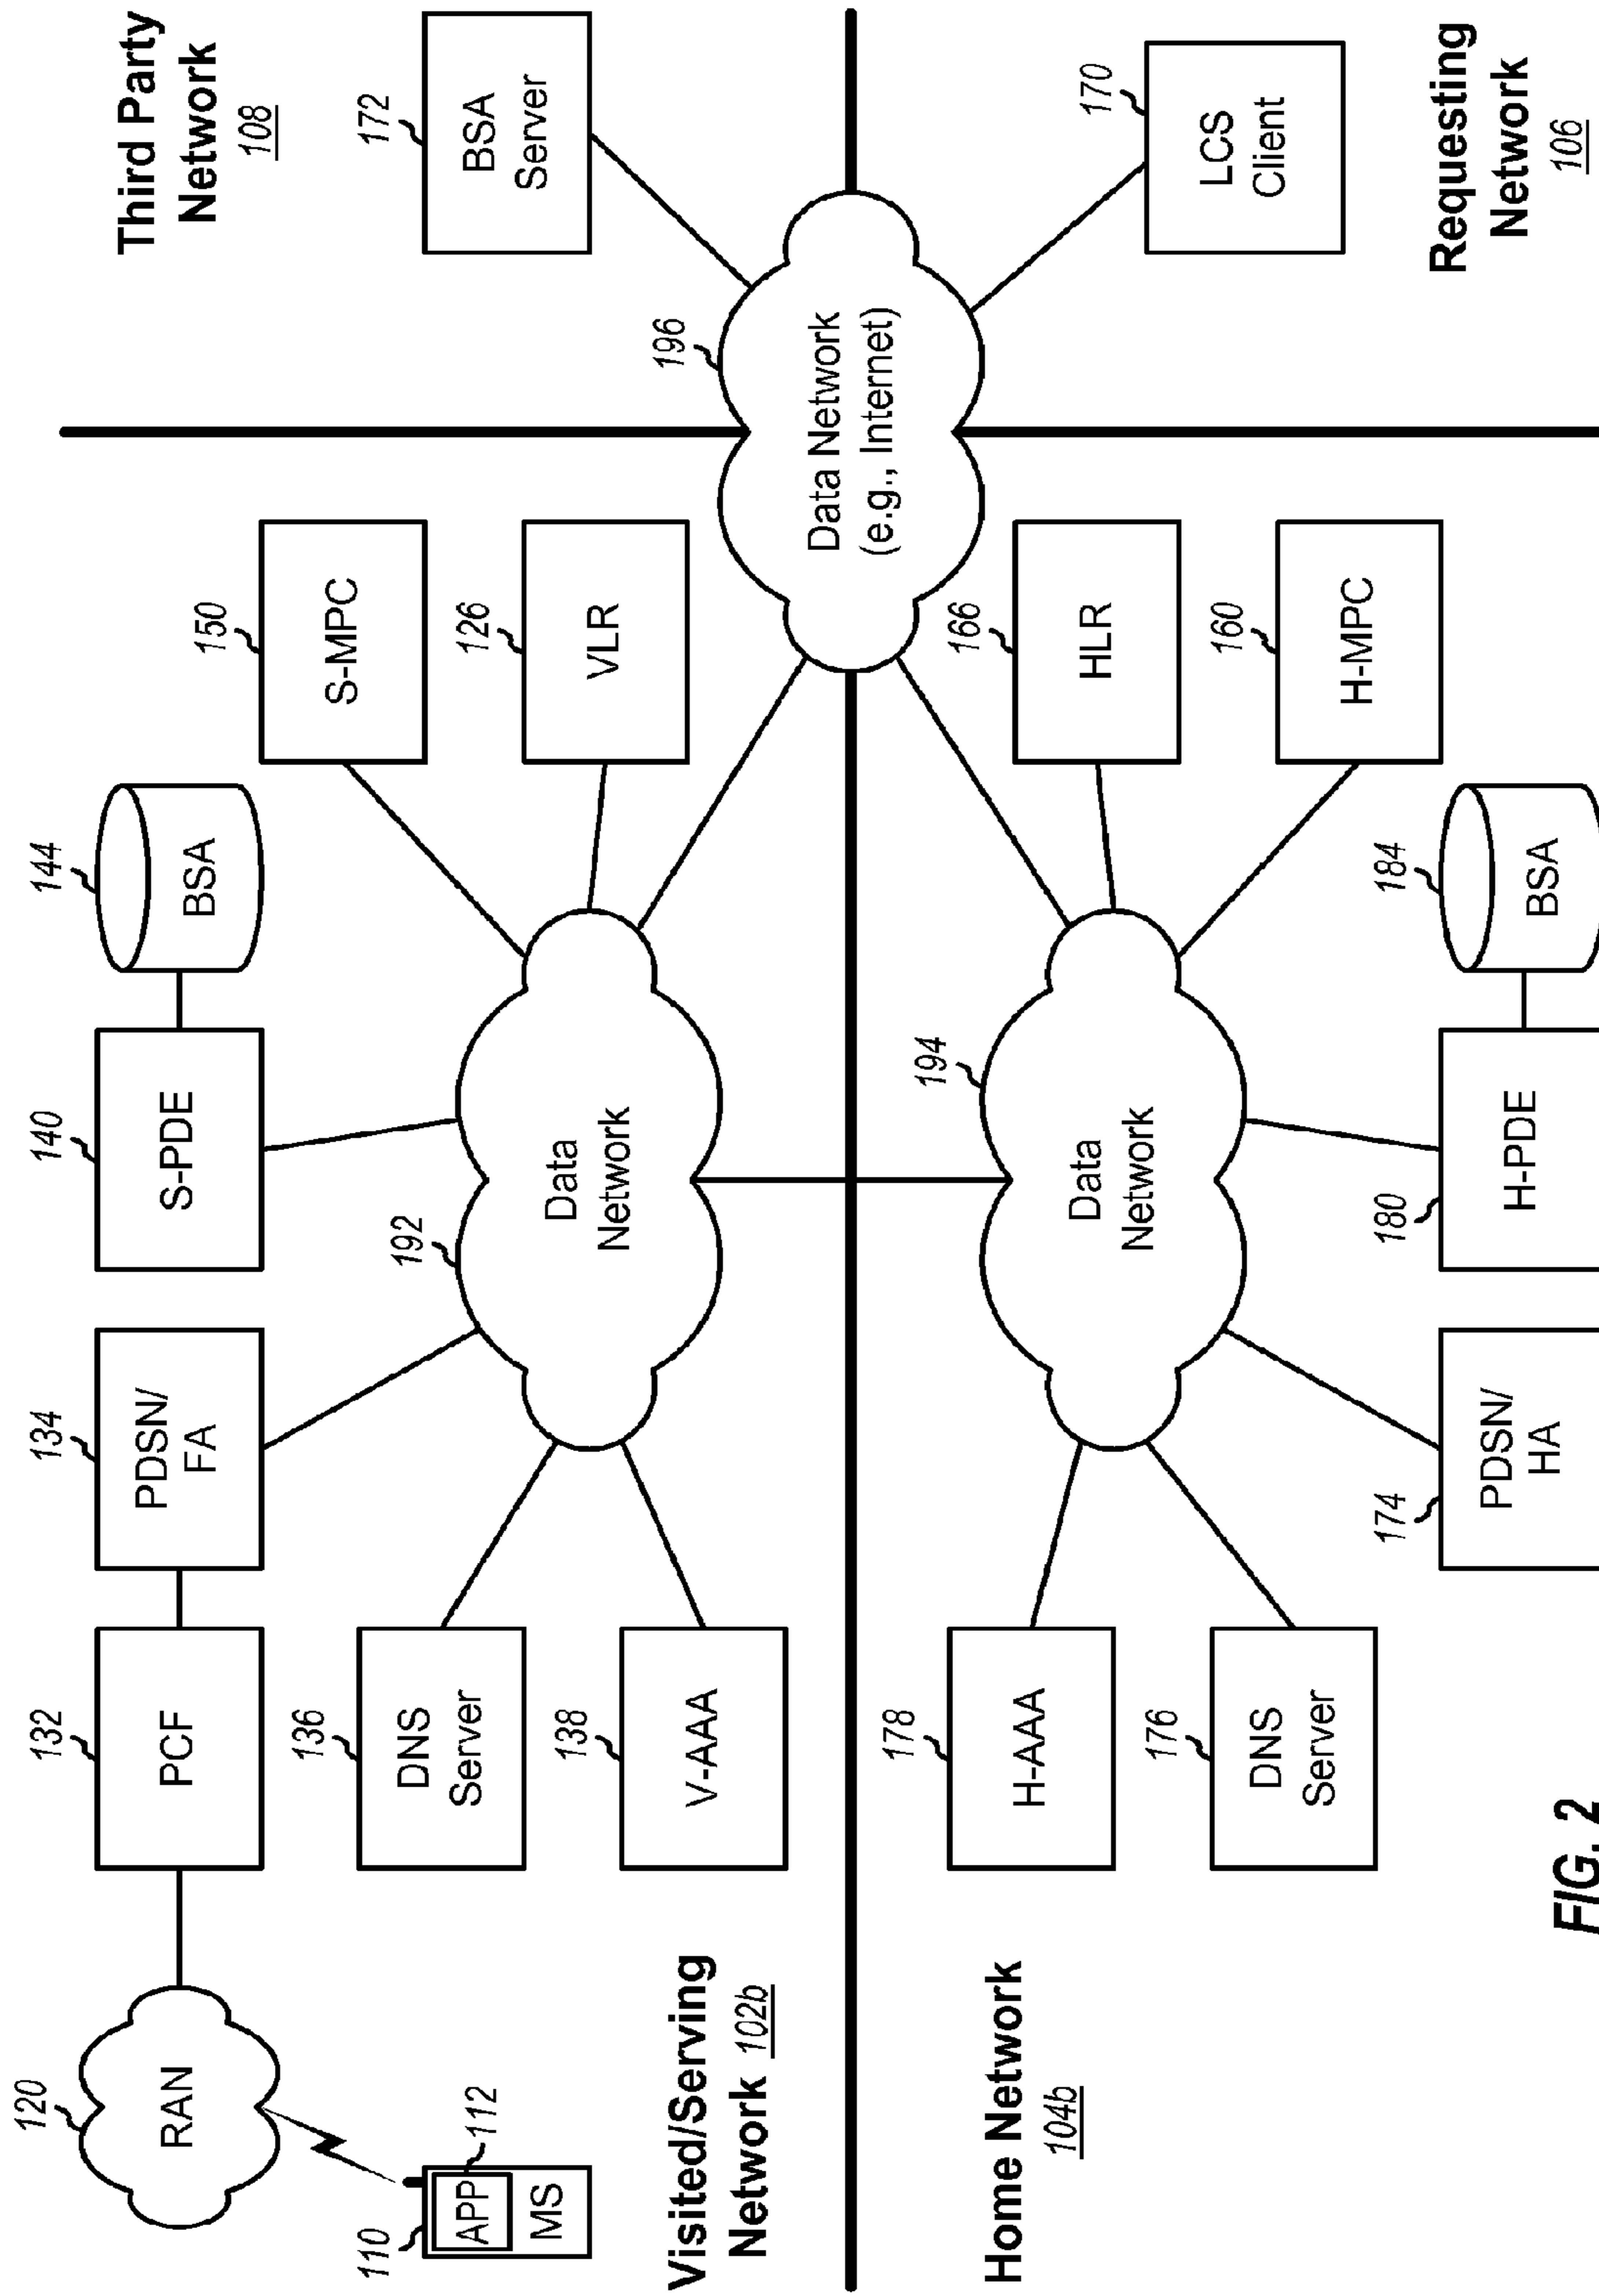 120
RAN
110
APP
112
MS
132
PCF
134
PDSN/
FA
140
S-PDE
144
BSA
136
DNS
Server
138
V-AAA
192
Data
Network
150
S-MPC
126
VLR
Visited/Serving
Network 102b
Third Party
Network
108
172
BSA
Server
196
Data Network
(e.g., Internet)
170
LCS
Client
Requesting
Network
106
Home Network
104b
178
H-AAA
176
DNS
Server
194
Data
Network
166
HLR
160
H-MPC
174
PDSN/
HA
180
H-PDE
184
BSA
FIG. 2